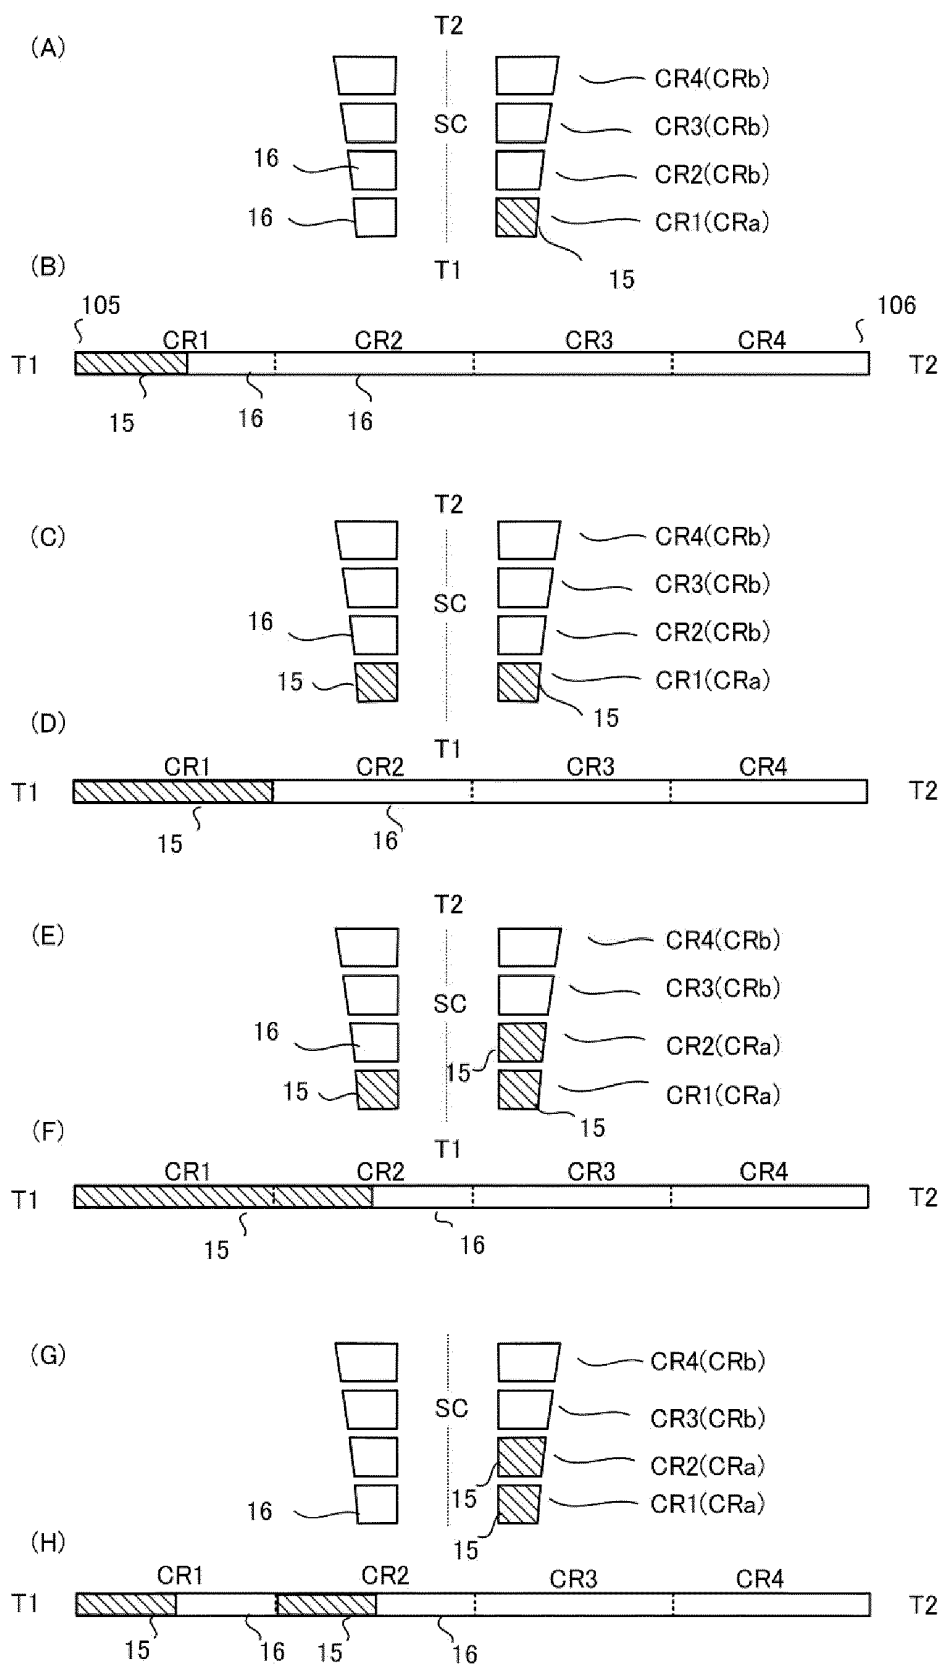 (A)
T2
CR4(CRb)
SC
CR3(CRb)
16
CR2(CRb)
16
CR1(CRa)
15
T1
(B)
105
106
CR1 CR2 CR3 CR4
T1 T2
15 16 16
(C)
T2
CR4(CRb)
CR3(CRb)
SC
16
CR2(CRb)
15
CR1(CRa)
15
(D)
T1
CR1 CR2 CR3 CR4
T1 T2
15 16
(E)
T2
CR4(CRb)
CR3(CRb)
SC
16
CR2(CRa)
15
15
CR1(CRa)
15
(F)
T1
CR1 CR2 CR3 CR4
T1 T2
15 16
(G)
CR4(CRb)
SC
CR3(CRb)
CR2(CRa)
15
16
CR1(CRa)
15
(H)
CR1 CR2 CR3 CR4
T1 T2
15 16 15 16